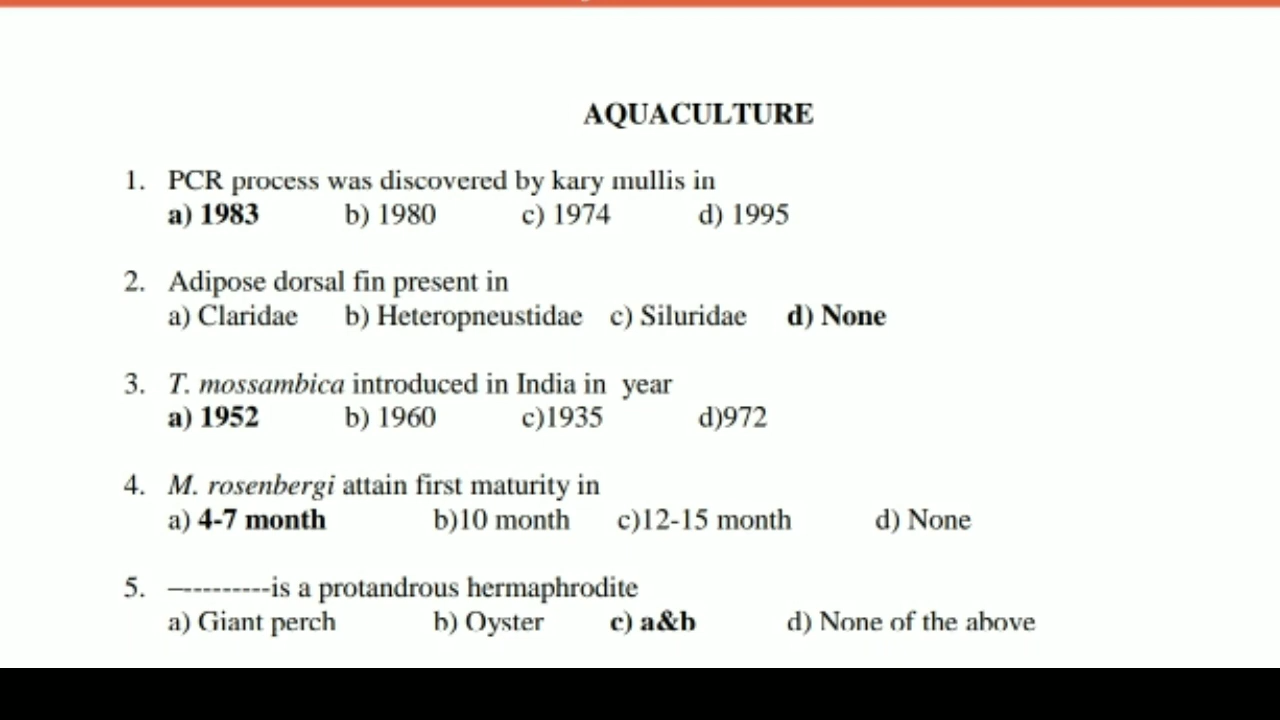 AQUACULTURE
1. PCR process was discovered by kary mullis in
a) 1983 b) 1980 c) 1974 d) 1995
2. Adipose dorsal fin present in
a) Claridae b) Heteropneustidae c) Siluridae d) None
3. T. mossambica introduced in India in year
a) 1952 b) 1960 c)1935 d)972
4. M. rosenbergi attain first maturity in
a) 4-7 month b)10 month c)12-15 month d) None
5. ----------is a protandrous hermaphrodite
a) Giant perch b) Oyster c) a&b d) None of the above